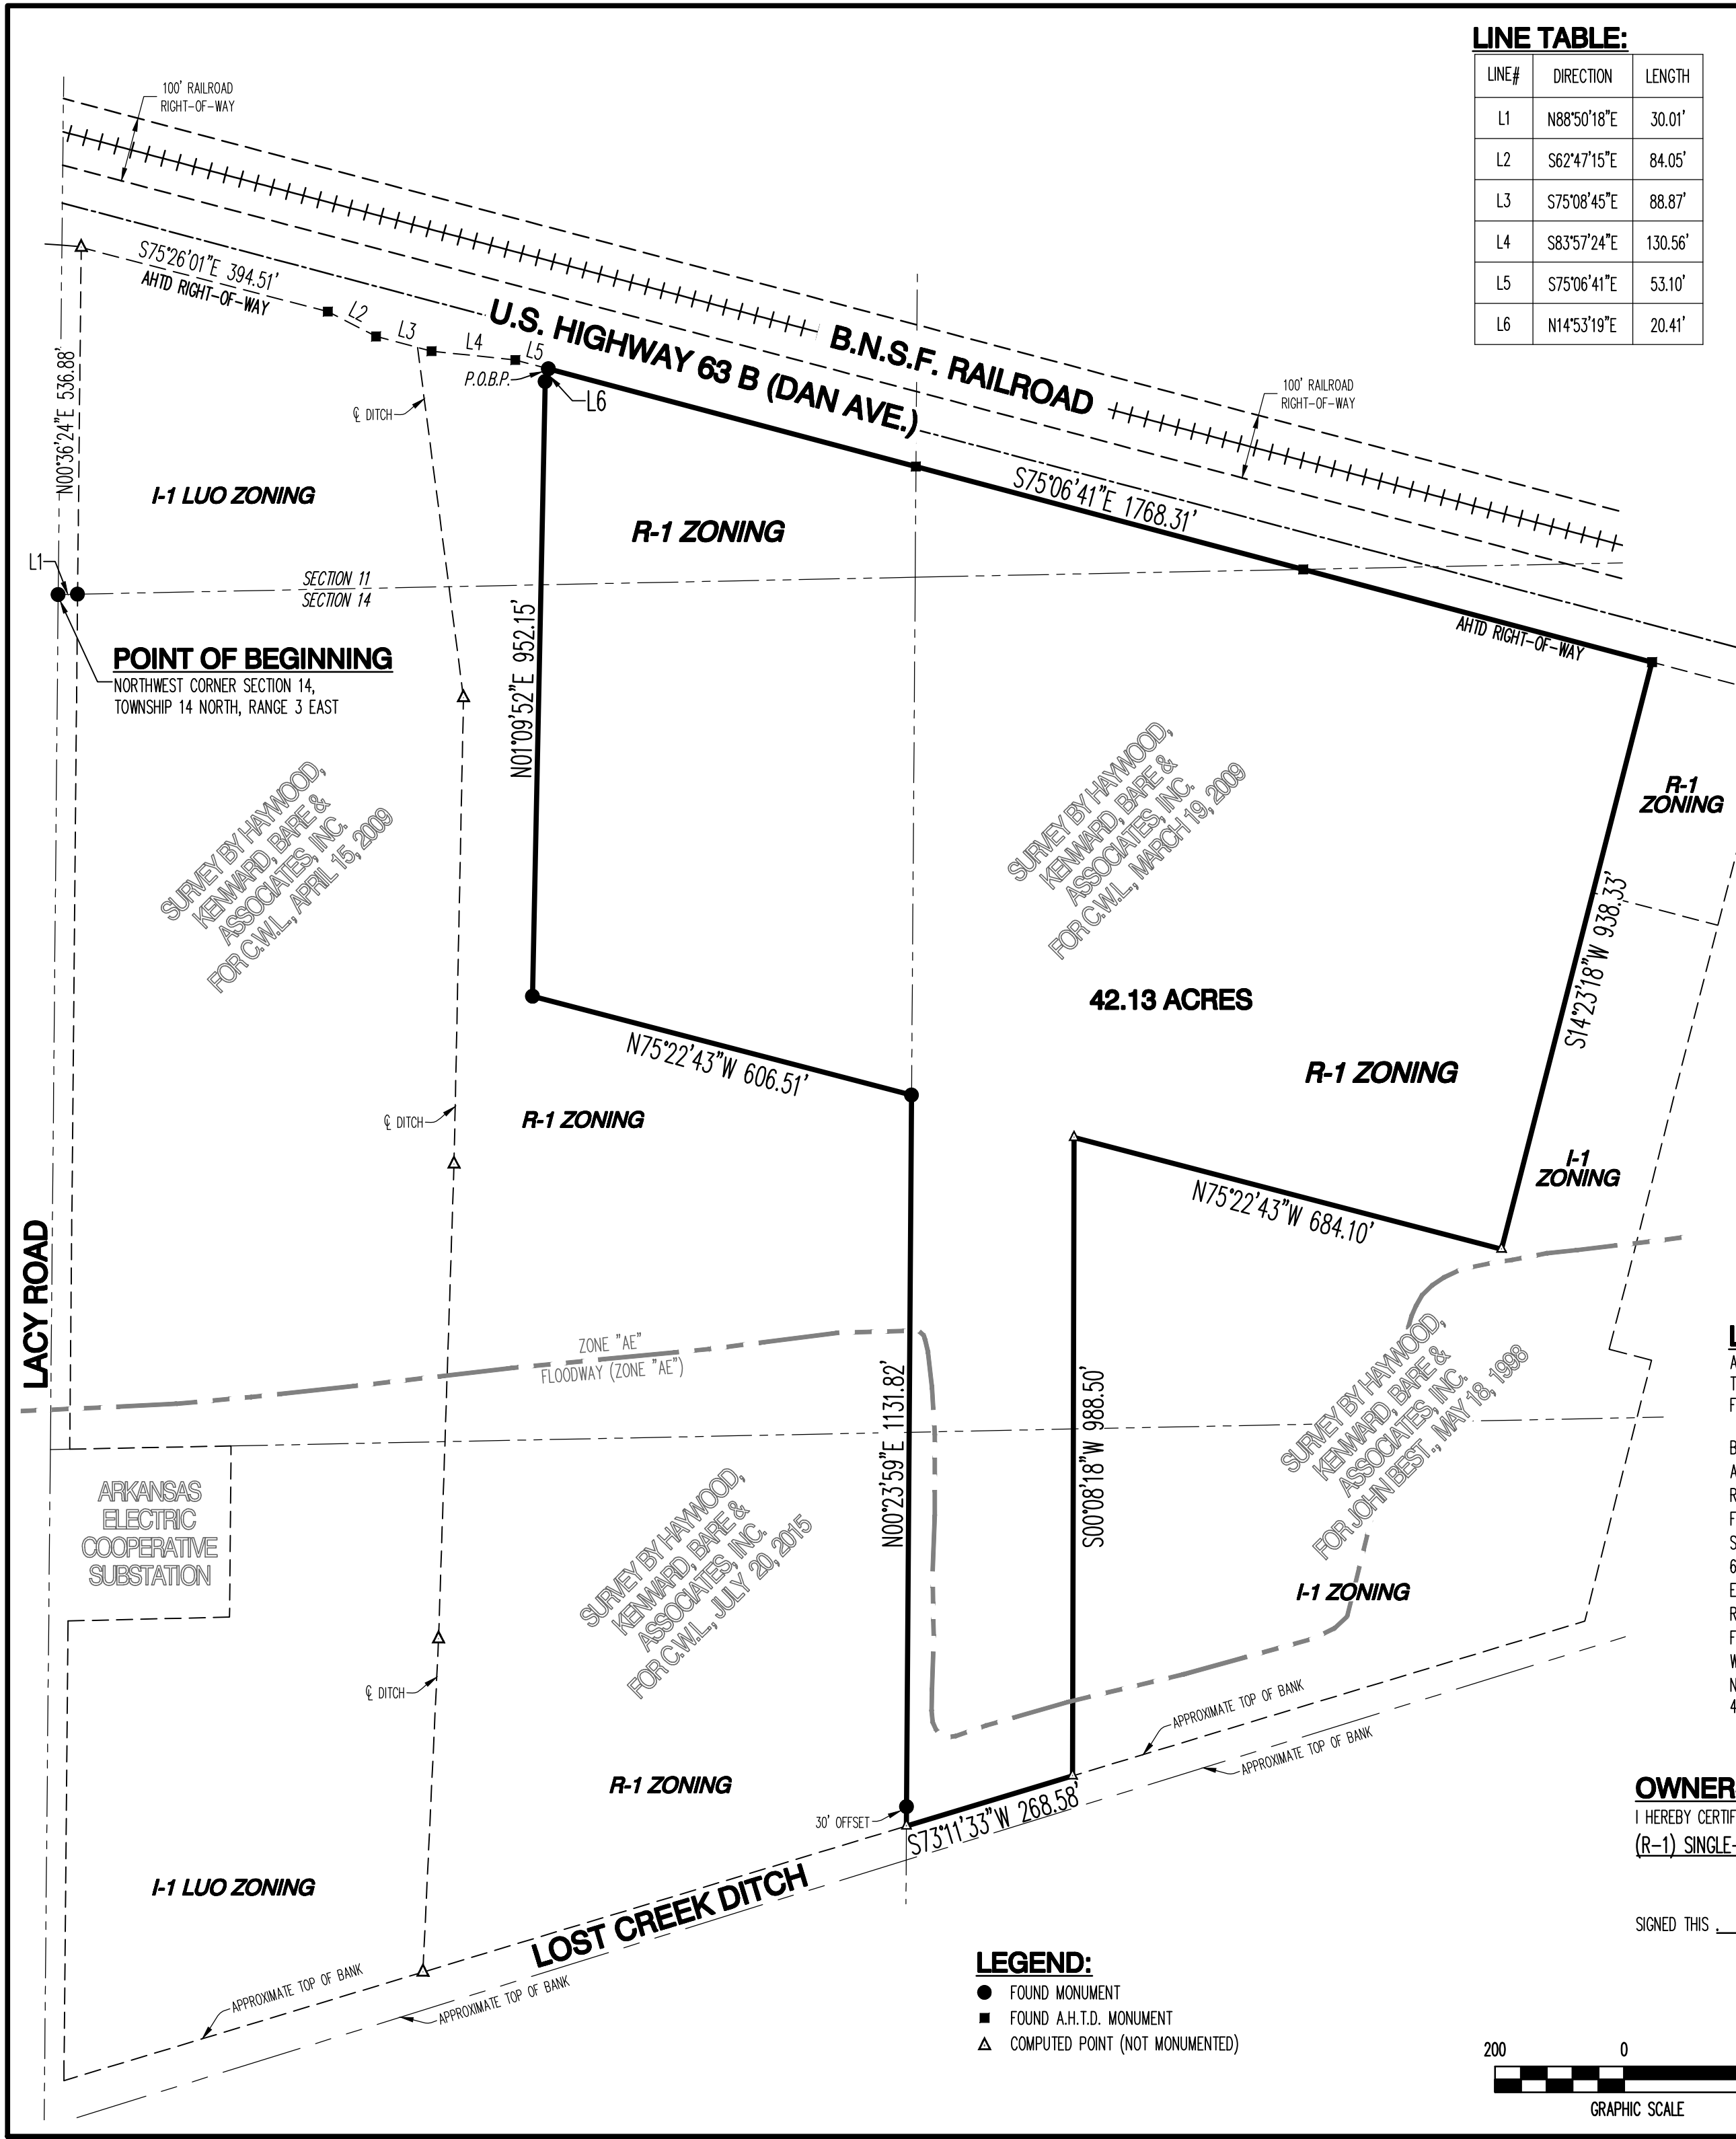 LINE TABLE:
LINE# DIRECTION LENGTH
L1 N88°50'18"E 30.01'
L2 S62°47'15"E 84.05'
L3 S75°08'45"E 88.87'
L4 S83°57'24"E 130.56'
L5 S75°06'41"E 53.10'
L6 N14°53'19"E 20.41'
100' RAILROAD
RIGHT-OF-WAY
S75°26'01"E 394.51'
AHTD RIGHT-OF-WAY
L2
L3
L4
L5
U.S. HIGHWAY 63 B (DAN AVE.)
B.N.S.F. RAILROAD
100' RAILROAD
RIGHT-OF-WAY
P.O.B.P.
L6
℄ DITCH
N00°36'24"E 536.88'
I-1 LUO ZONING
R-1 ZONING
S75°06'41"E 1768.31'
L1
SECTION 11
SECTION 14
AHTD RIGHT-OF-WAY
POINT OF BEGINNING
NORTHWEST CORNER SECTION 14,
TOWNSHIP 14 NORTH, RANGE 3 EAST
N01°09'52"E 952.15'
SURVEY BY HAYWOOD,
KENWARD, BARE &
ASSOCIATES, INC.
FOR C.W.L., APRIL 15, 2009
SURVEY BY HAYWOOD,
KENWARD, BARE &
ASSOCIATES, INC.
FOR C.W.L., MARCH 19, 2009
R-1
ZONING
S14°23'18"W 938.33'
42.13 ACRES
N75°22'43"W 606.51'
R-1 ZONING
℄ DITCH
R-1 ZONING
I-1
ZONING
N75°22'43"W 684.10'
LACY ROAD
ZONE "AE"
FLOODWAY (ZONE "AE")
N00°23'59"E 1131.82'
S00°08'18"W 988.50'
SURVEY BY HAYWOOD,
KENWARD, BARE &
ASSOCIATES, INC.
FOR JOHN BEST., MAY 18, 1998
L
A
T
F
B
A
R
F
S
6
E
R
F
W
N
4
ARKANSAS
ELECTRIC
COOPERATIVE
SUBSTATION
SURVEY BY HAYWOOD,
KENWARD, BARE &
ASSOCIATES, INC.
FOR C.W.L., JULY 20, 2015
I-1 ZONING
℄ DITCH
APPROXIMATE TOP OF BANK
APPROXIMATE TOP OF BANK
R-1 ZONING
30' OFFSET
S73°11'33"W 268.58'
OWNER
I HEREBY CERTIF
(R-1) SINGLE-
SIGNED THIS
I-1 LUO ZONING
LOST CREEK DITCH
APPROXIMATE TOP OF BANK
APPROXIMATE TOP OF BANK
LEGEND:
FOUND MONUMENT
FOUND A.H.T.D. MONUMENT
COMPUTED POINT (NOT MONUMENTED)
200 0
GRAPHIC SCALE